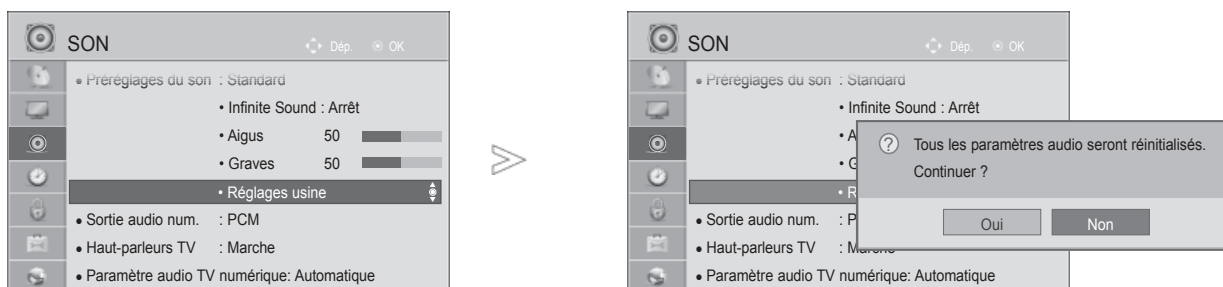 SON
Dép. OK
• Préréglages du son : Standard
• Infinite Sound : Arrêt
• Aigus 50
• Graves 50
• Réglages usine
• Sortie audio num. : PCM
• Haut-parleurs TV : Marche
• Paramètre audio TV numérique: Automatique
SON
Dép. OK
• Préréglages du son : Standard
• Infinite Sound : Arrêt
• A
• G
• R
• Sortie audio num. : P
• Haut-parleurs TV : Marche
• Paramètre audio TV numérique: Automatique
? Tous les paramètres audio seront réinitialisés.
Continuer ?
Oui Non